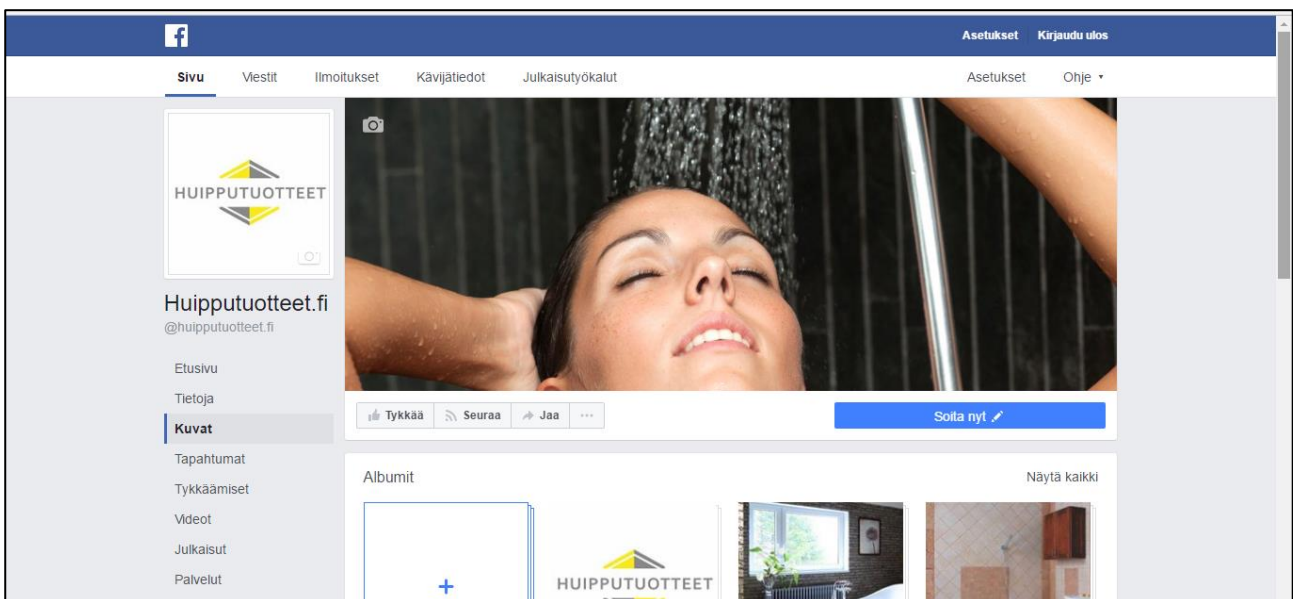 f
Asetukset Kirjaudu ulos
Sivu Viestit Ilmoitukset Kävijätiedot Julkaisutyökalut Asetukset Ohje
HUIPPUTUOTTEET
Huipputuotteet.fi
@huipputuotteet.fi
Etusivu
Tietoja
Kuvat
Tapahtumat
Tykkäämiset
Videot
Julkaisut
Palvelut
Tykkää Seuraa Jaa ...
Soita nyt
Albumit Näytä kaikki
+
HUIPPUTUOTTEET